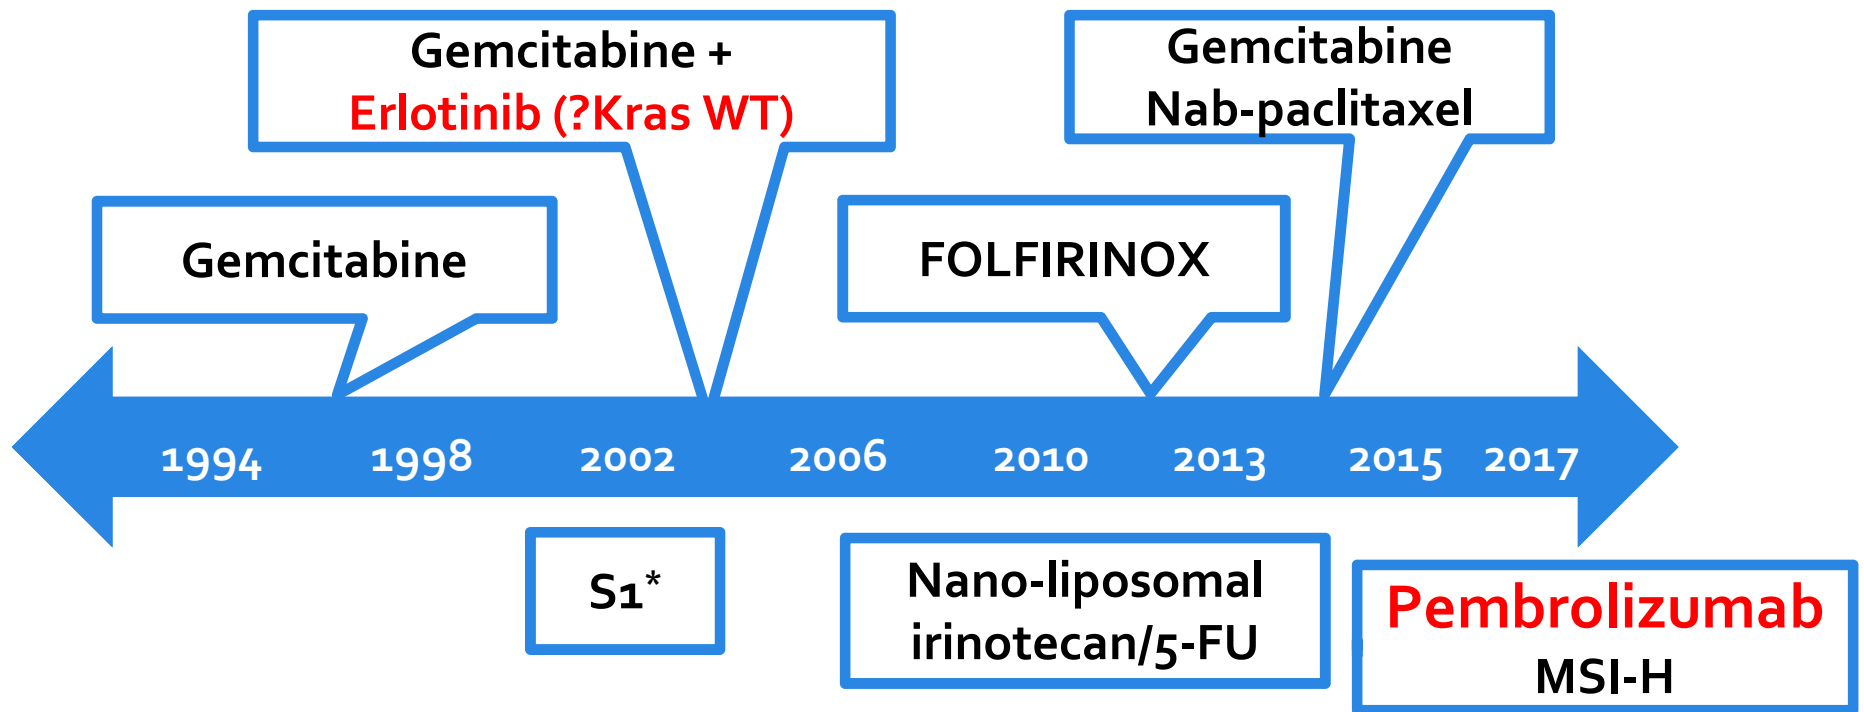 Gemcitabine +
Erlotinib (?Kras WT)
Gemcitabine
Nab-paclitaxel
Gemcitabine
FOLFIRINOX
1994 1998 2002 2006 2010 2013 2015 2017
S1*
Nano-liposomal
irinotecan/5-FU
Pembrolizumab
MSI-H